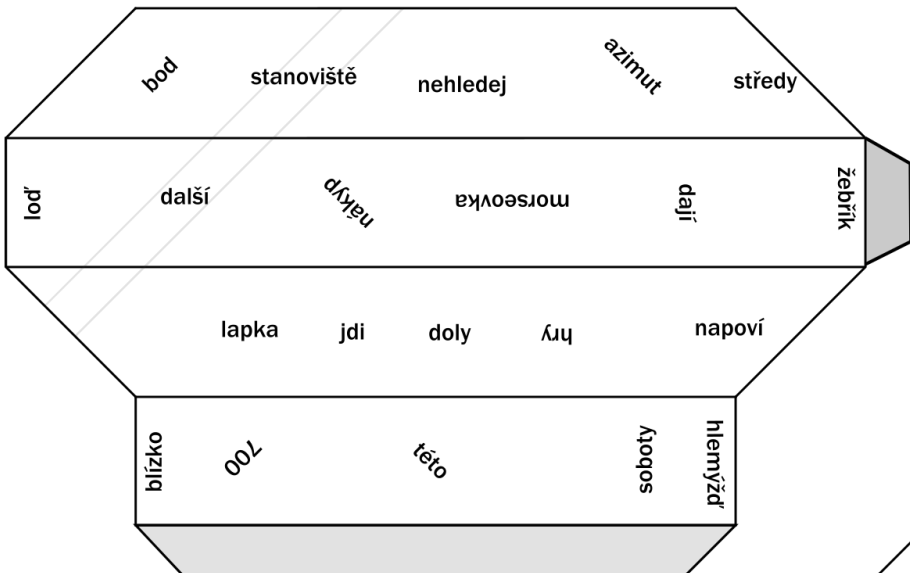 bod stanoviště nehledej azimut středy
loď další nákyp morseovka dají žebřík
lapka jdi doly hry napoví
blízko 700 této soboty hlemýžď